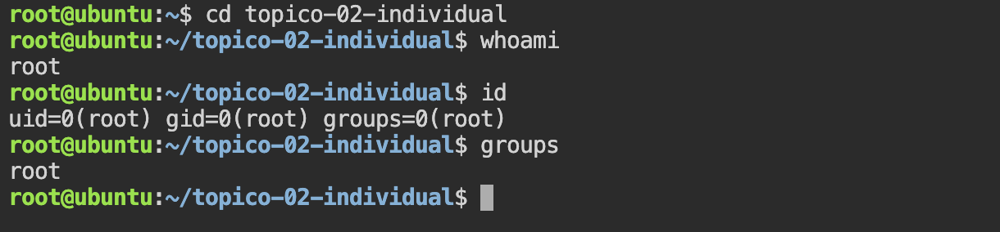 root@ubuntu:~$ cd topico-02-individual
root@ubuntu:~/topico-02-individual$ whoami
root
root@ubuntu:~/topico-02-individual$ id
uid=0(root) gid=0(root) groups=0(root)
root@ubuntu:~/topico-02-individual$ groups
root
root@ubuntu:~/topico-02-individual$